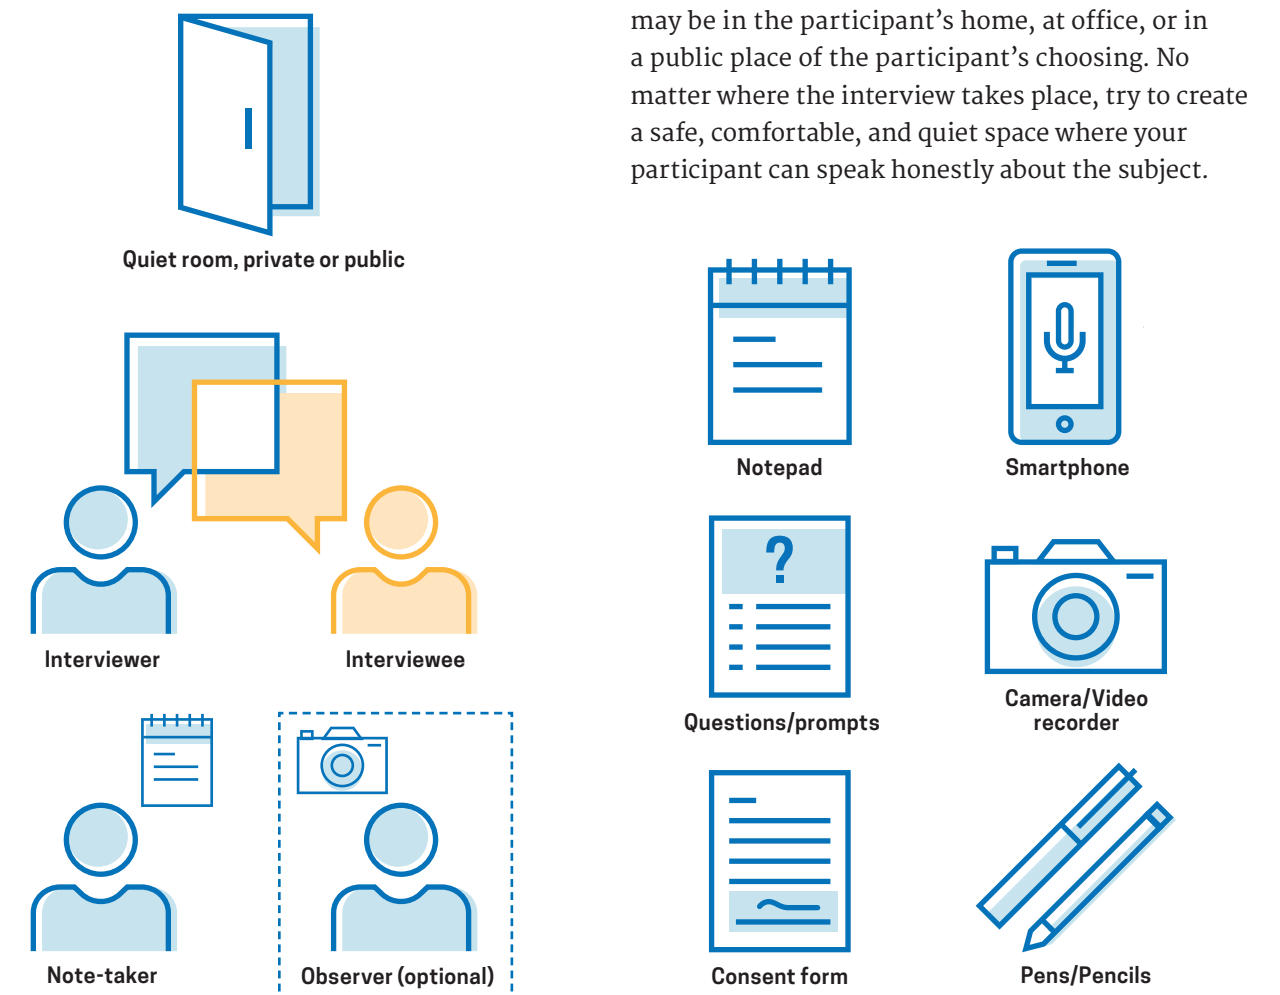 may be in the participant’s home, at office, or in
a public place of the participant’s choosing. No
matter where the interview takes place, try to create
a safe, comfortable, and quiet space where your
participant can speak honestly about the subject.
Quiet room, private or public
Interviewer
Interviewee
Note-taker
Observer (optional)
Notepad
Smartphone
?
Questions/prompts
Camera/Video
recorder
Consent form
Pens/Pencils